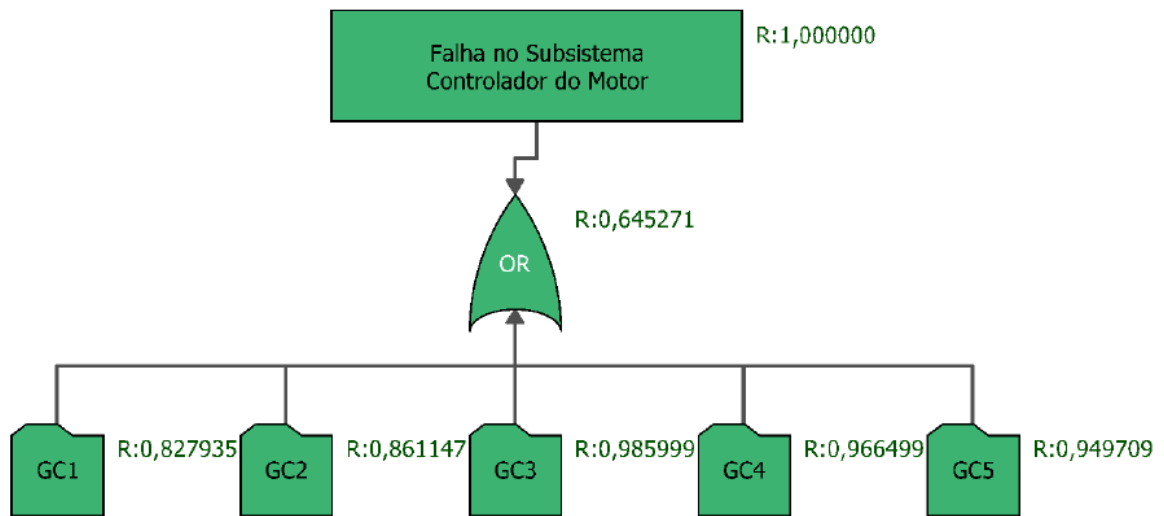 Falha no Subsistema
Controlador do Motor
R:1,000000
R:0,645271
OR
GC1
R:0,827935
GC2
R:0,861147
GC3
R:0,985999
GC4
R:0,966499
GC5
R:0,949709